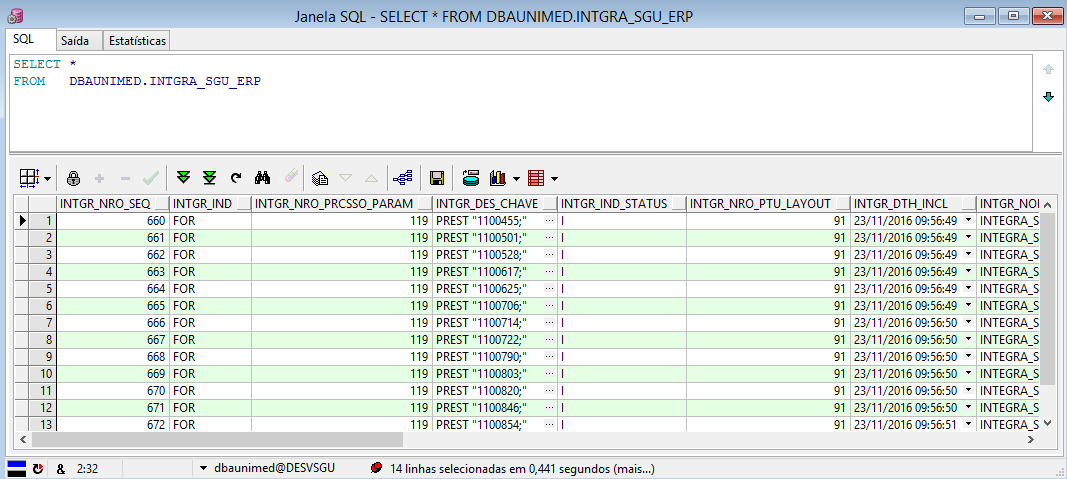 Janela SQL - SELECT * FROM DBAUNIMED.INTGRA_SGU_ERP
SQL Saída Estatísticas
SELECT *
FROM DBAUNIMED.INTGRA_SGU_ERP
INTGR_NRO_SEQ INTGR_IND INTGR_NRO_PRCSSO_PARAM INTGR_DES_CHAVE INTGR_IND_STATUS INTGR_NRO_PTU_LAYOUT INTGR_DTH_INCL INTGR_NO
1 660 FOR 119 PREST "1100455;" ... I 91 23/11/2016 09:56:49 INTEGRA_S
2 661 FOR 119 PREST "1100501;" ... I 91 23/11/2016 09:56:49 INTEGRA_S
3 662 FOR 119 PREST "1100528;" ... I 91 23/11/2016 09:56:49 INTEGRA_S
4 663 FOR 119 PREST "1100617;" ... I 91 23/11/2016 09:56:49 INTEGRA_S
5 664 FOR 119 PREST "1100625;" ... I 91 23/11/2016 09:56:49 INTEGRA_S
6 665 FOR 119 PREST "1100706;" ... I 91 23/11/2016 09:56:49 INTEGRA_S
7 666 FOR 119 PREST "1100714;" ... I 91 23/11/2016 09:56:50 INTEGRA_S
8 667 FOR 119 PREST "1100722;" ... I 91 23/11/2016 09:56:50 INTEGRA_S
9 668 FOR 119 PREST "1100790;" ... I 91 23/11/2016 09:56:50 INTEGRA_S
10 669 FOR 119 PREST "1100803;" ... I 91 23/11/2016 09:56:50 INTEGRA_S
11 670 FOR 119 PREST "1100820;" ... I 91 23/11/2016 09:56:50 INTEGRA_S
12 671 FOR 119 PREST "1100846;" ... I 91 23/11/2016 09:56:50 INTEGRA_S
13 672 FOR 119 PREST "1100854;" ... I 91 23/11/2016 09:56:51 INTEGRA_S
& 2:32 dbaunimed@DESVSGU 14 linhas selecionadas em 0,441 segundos (mais...)